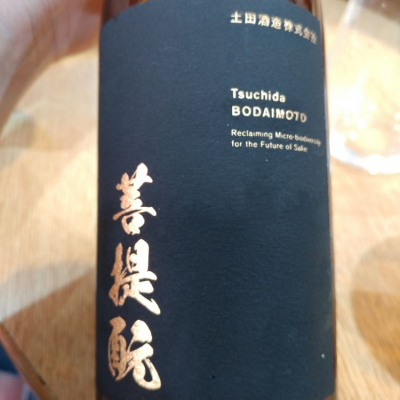 土田酒造株式会社
Tsuchida
BODAIMOTO
Reclaiming Micro-biodiversity
for the Future of Sake
菩提酛